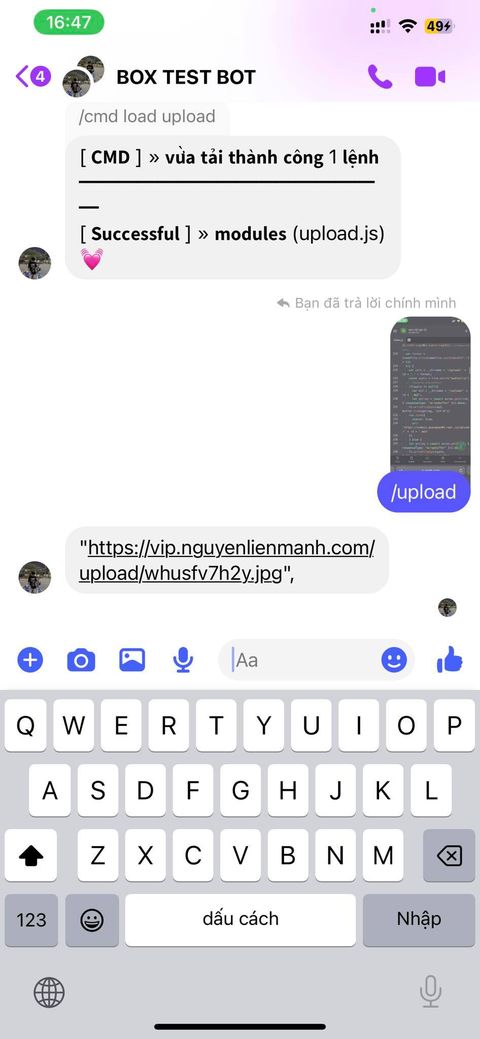 16:47
49
4
BOX TEST BOT
/cmd load upload
[ CMD ] » vừa tải thành công 1 lệnh
[ Successful ] » modules (upload.js)
Bạn đã trả lời chính mình
/upload
"https://vip.nguyenlienmanh.com/
upload/whusfv7h2y.jpg",
Aa
Q W E R T Y U I O P
A S D F G H J K L
Z X C V B N M
123 dấu cách Nhập